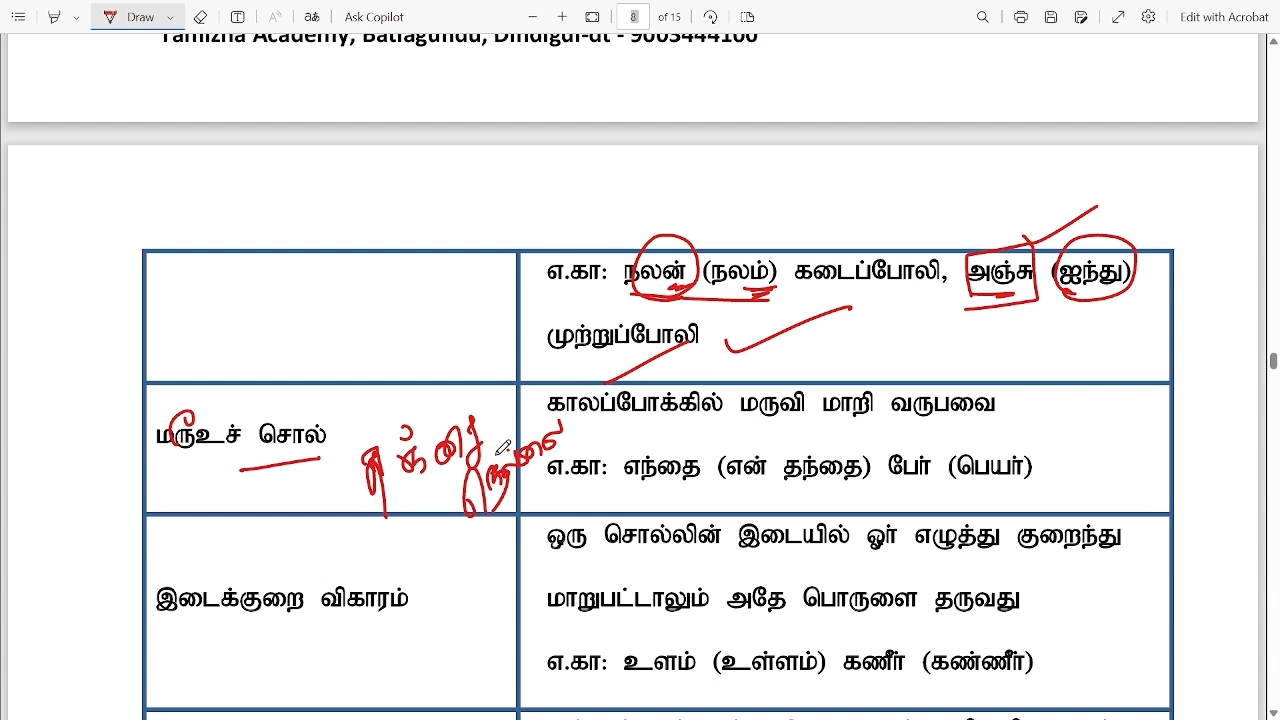 Draw
Ask Copilot
8 of 15
Edit with Acrobat
Tamizha Academy, Batlagundu, Dindigul-dt - 9003444100
எ.கா: நலன் (நலம்) கடைப்போலி, அஞ்சு (ஐந்து)
முற்றுப்போலி
மரூஉச் சொல்
காலப்போக்கில் மருவி மாறி வருபவை
எ.கா: எந்தை (என் தந்தை) பேர் (பெயர்)
இடைக்குறை விகாரம்
ஒரு சொல்லின் இடையில் ஓர் எழுத்து குறைந்து
மாறுபட்டாலும் அதே பொருளை தருவது
எ.கா: உளம் (உள்ளம்) கணீர் (கண்ணீர்)